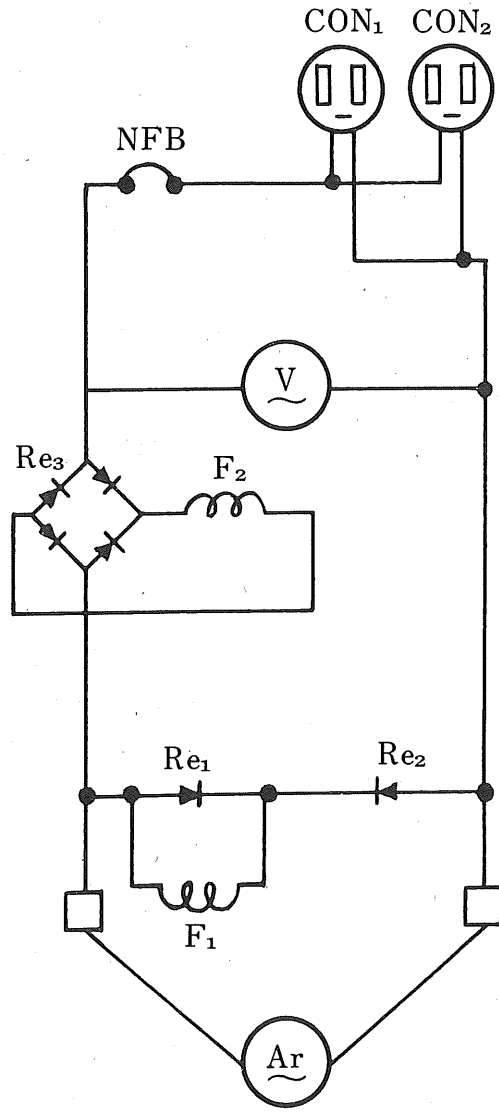 CON₁ CON₂
NFB
V
Re₃
F₂
Re₁
Re₂
F₁
Ar